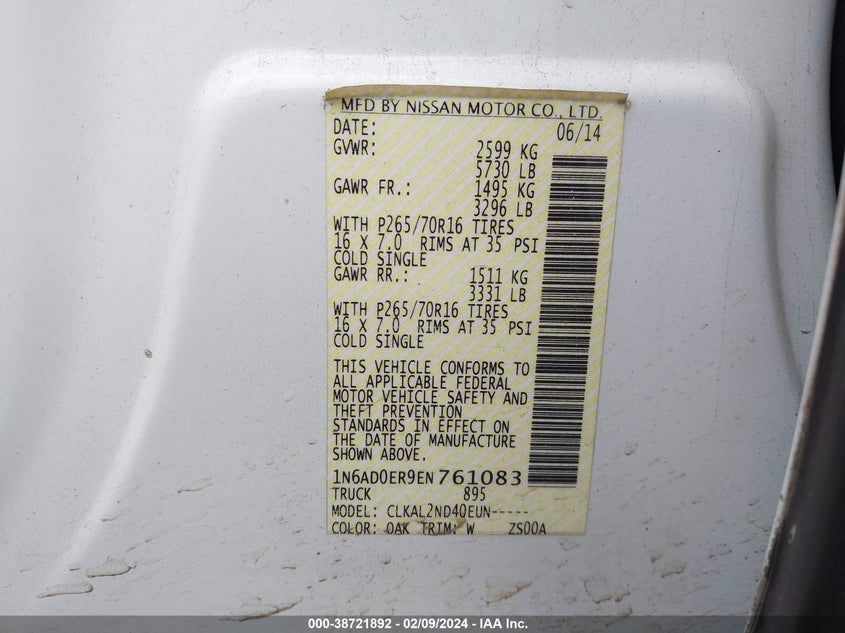 MFD BY NISSAN MOTOR CO., LTD.
DATE: 06/14
GVWR: 2599 KG
5730 LB
GAWR FR.: 1495 KG
3296 LB
WITH P265/70R16 TIRES
16 X 7.0 RIMS AT 35 PSI
COLD SINGLE
GAWR RR.: 1511 KG
3331 LB
WITH P265/70R16 TIRES
16 X 7.0 RIMS AT 35 PSI
COLD SINGLE
THIS VEHICLE CONFORMS TO
ALL APPLICABLE FEDERAL
MOTOR VEHICLE SAFETY AND
THEFT PREVENTION
STANDARDS IN EFFECT ON
THE DATE OF MANUFACTURE
SHOWN ABOVE.
1N6AD0ER9EN761083
TRUCK 895
MODEL: CLKAL2ND40EUN-----
COLOR: QAK TRIM: W ZS00A
000-38721892 - 02/09/2024 - IAA Inc.